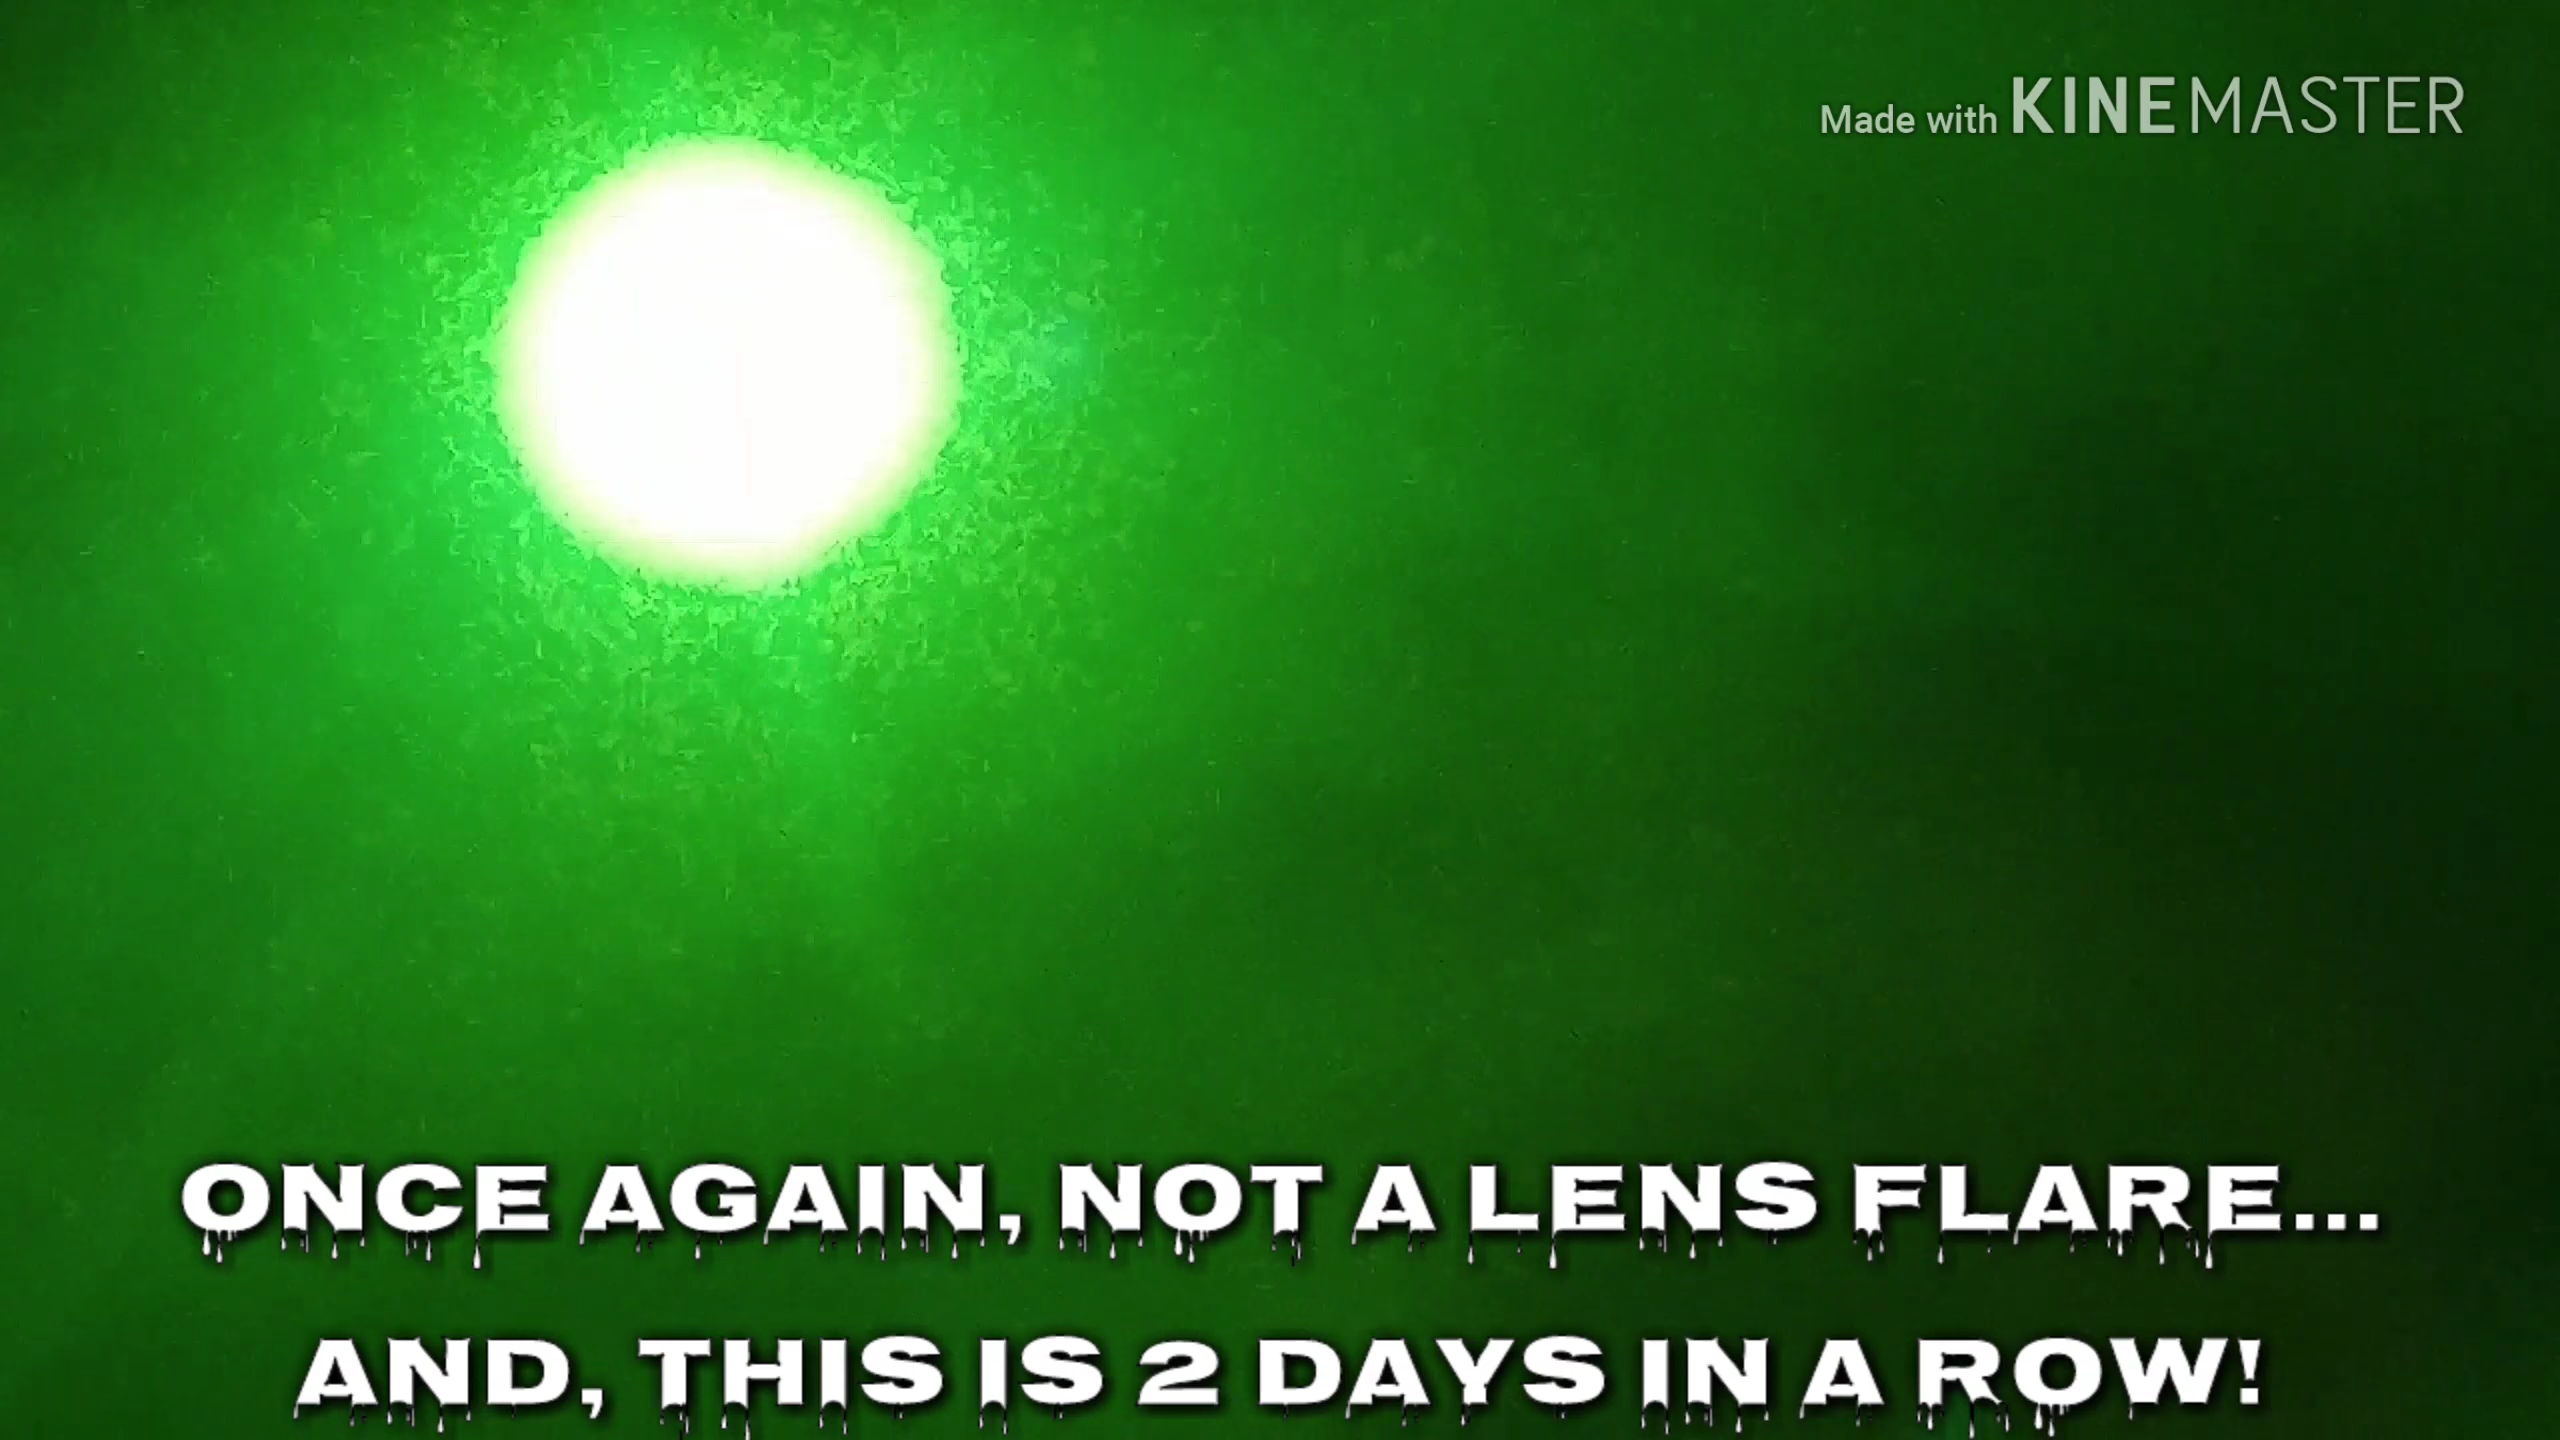 Made with KINEMASTER
ONCE AGAIN, NOT A LENS FLARE...
AND, THIS IS 2 DAYS IN A ROW!